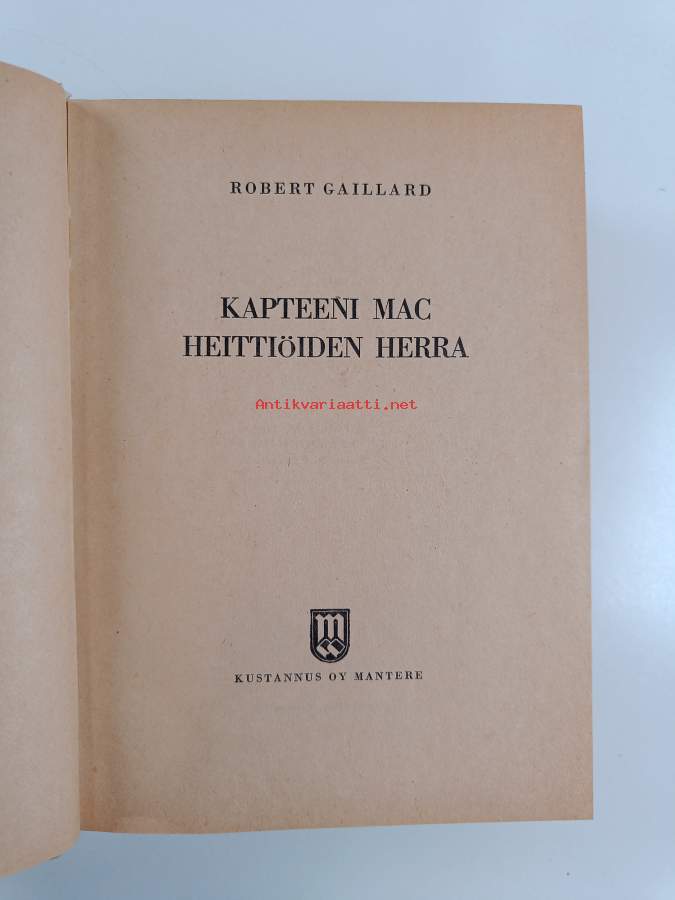 ROBERT GAILLARD
KAPTEENI MAC
HEITTIÖIDEN HERRA
Antikvariaatti.net
KUSTANNUS OY MANTERE